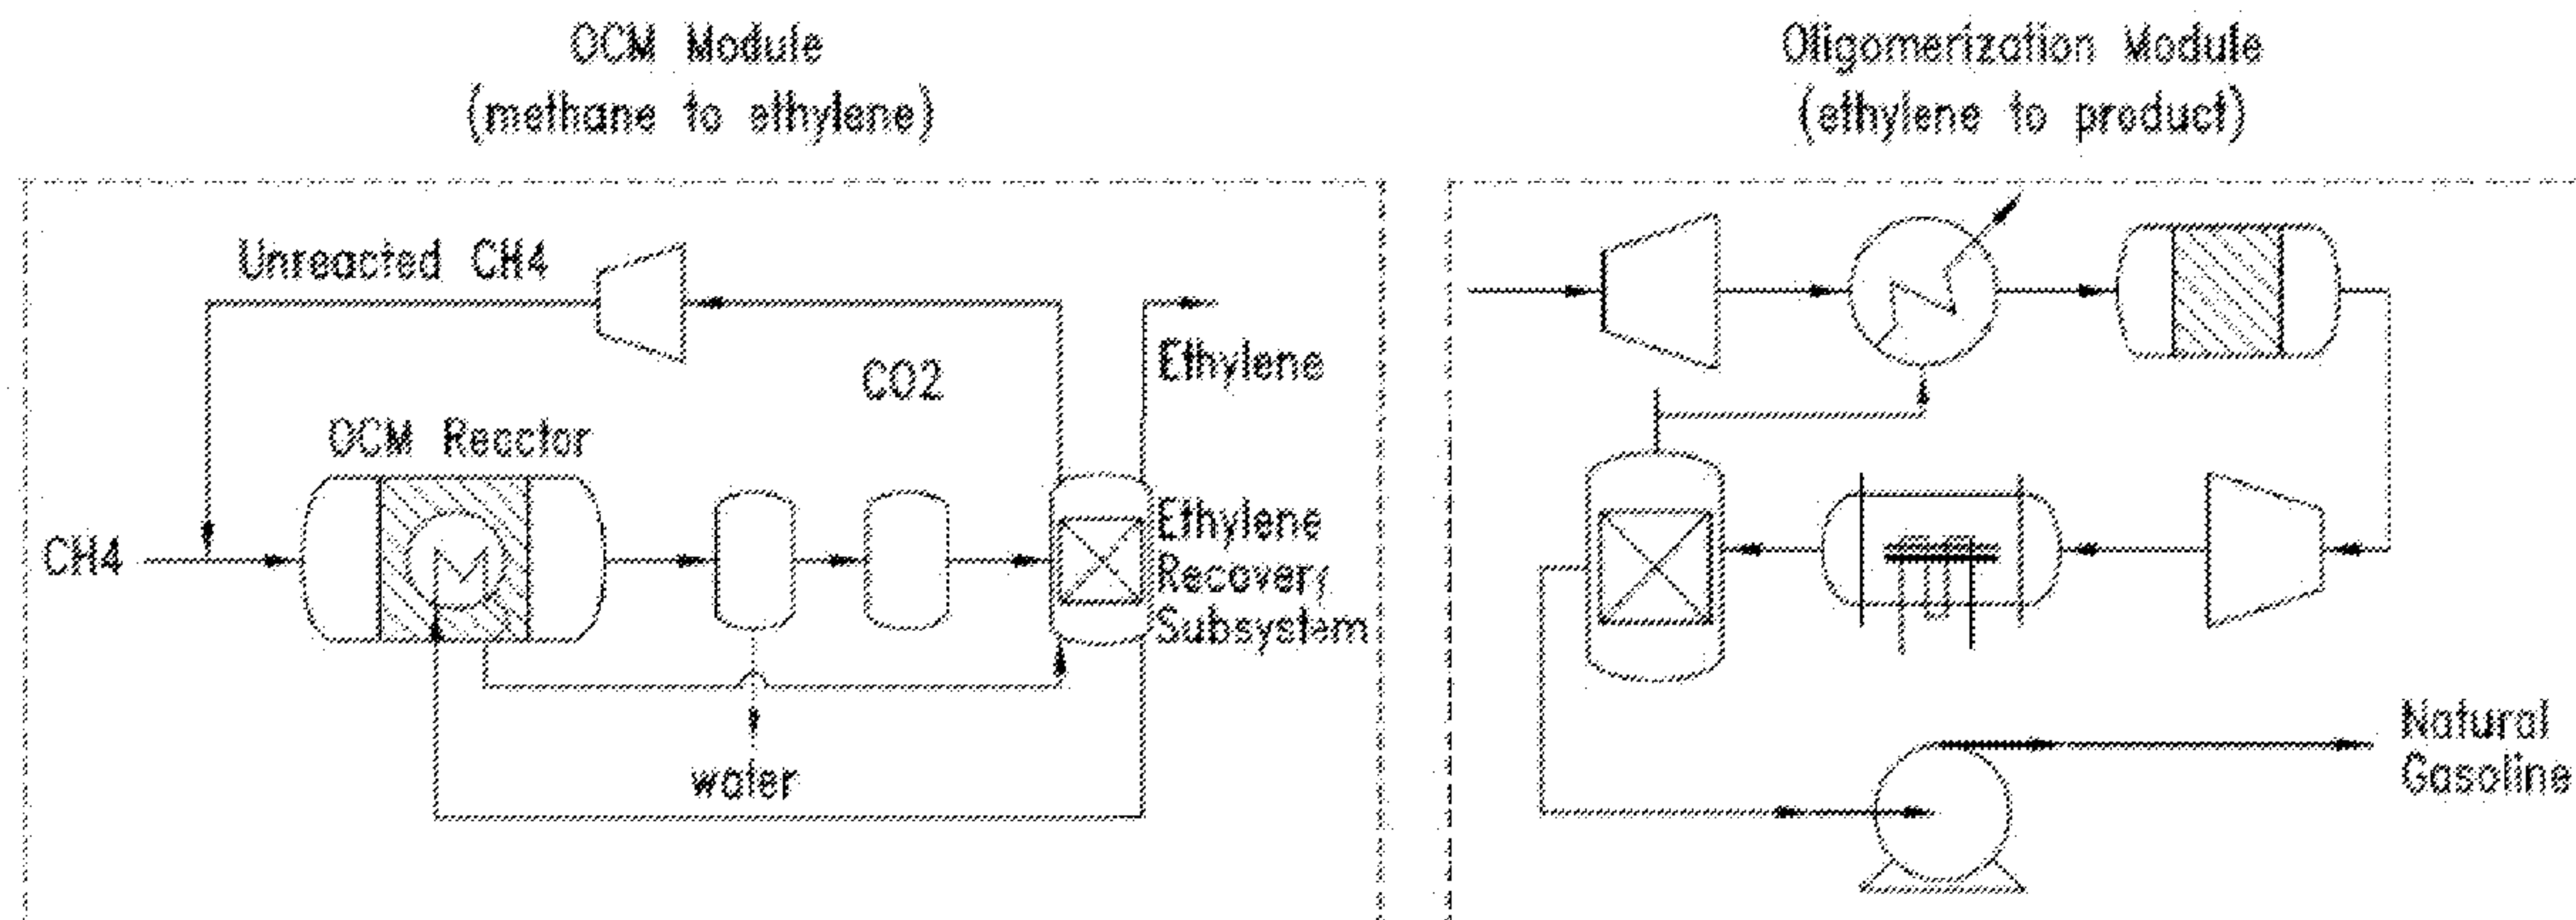 OCM Module
(methane to ethylene)
Unreacted CH4
CO2
Ethylene
OCM Reactor
CH4
Ethylene
Recovery
Subsystem
water
Oligomerization Module
(ethylene to product)
Natural
Gasoline